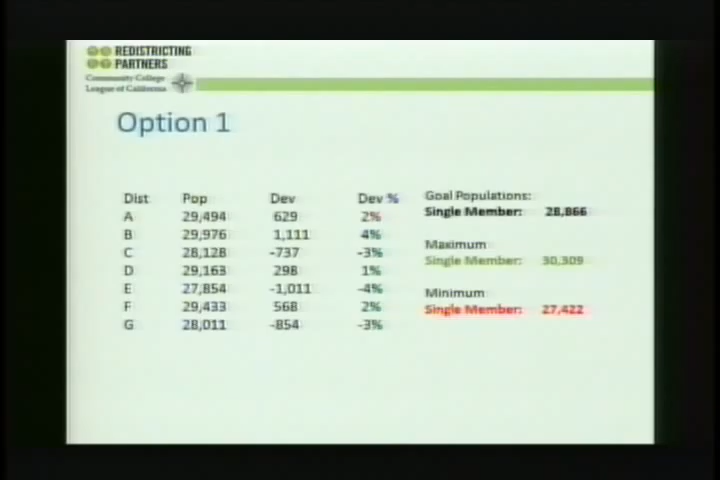 REDISTRICTING
PARTNERS
Community College
League of California
Option 1
Dist Pop Dev Dev %
A 29,494 629 2%
B 29,976 1,111 4%
C 28,128 -737 -3%
D 29,163 298 1%
E 27,854 -1,011 -4%
F 29,433 568 2%
G 28,011 -854 -3%
Goal Populations:
Single Member: 28,866
Maximum
Single Member: 30,309
Minimum
Single Member: 27,422